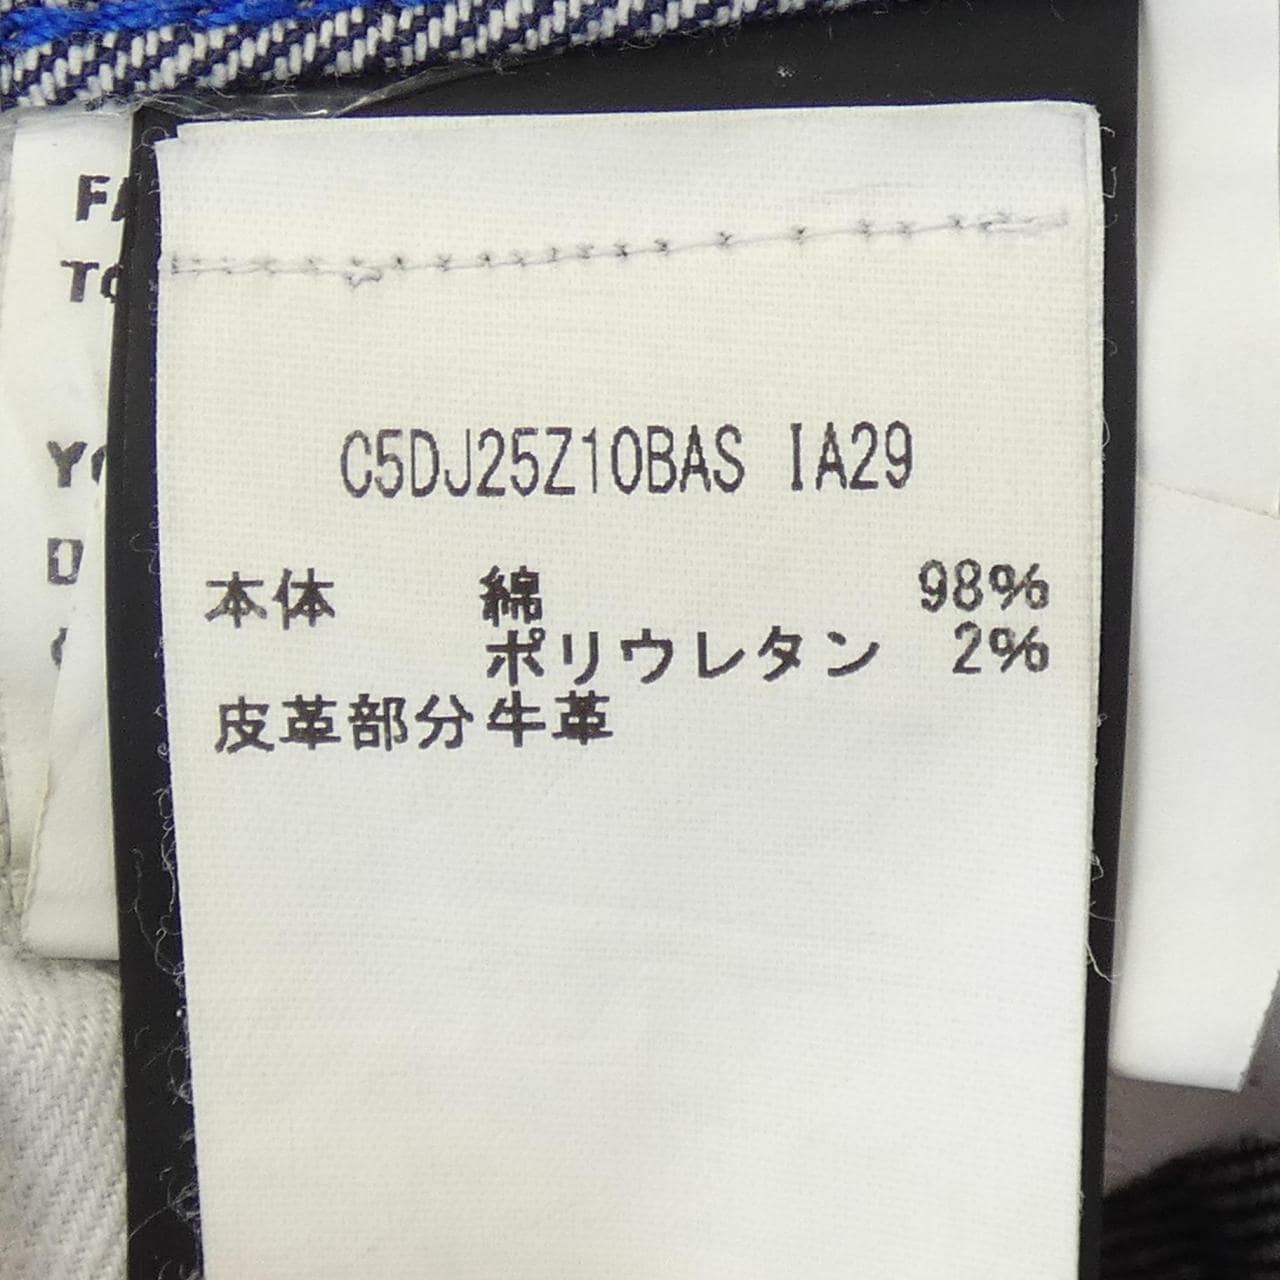 C5DJ25Z10BAS IA29
本体 綿 98%
ポリウレタン 2%
皮革部分 牛革